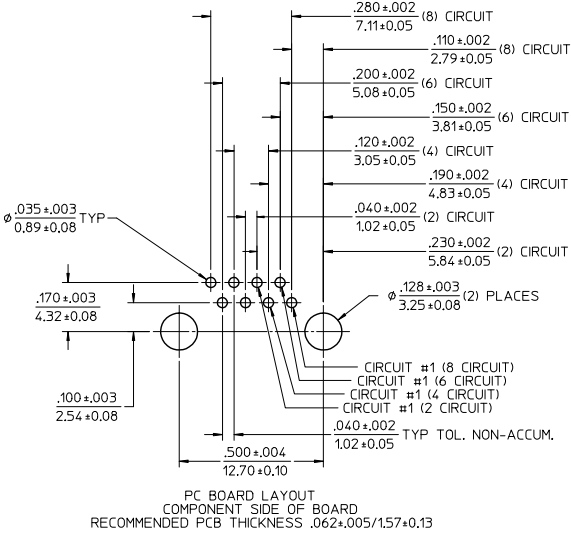 .280±.002
7.11±0.05
(8) CIRCUIT
.110±.002
2.79±0.05
(8) CIRCUIT
.200±.002
5.08±0.05
(6) CIRCUIT
.150±.002
3.81±0.05
(6) CIRCUIT
.120±.002
3.05±0.05
(4) CIRCUIT
.190±.002
4.83±0.05
(4) CIRCUIT
.040±.002
1.02±0.05
(2) CIRCUIT
.230±.002
5.84±0.05
(2) CIRCUIT
ø .035±.003
0.89±0.08
TYP
.170±.003
4.32±0.08
ø .128±.003
3.25±0.08
(2) PLACES
.100±.003
2.54±0.08
CIRCUIT #1 (8 CIRCUIT)
CIRCUIT #1 (6 CIRCUIT)
CIRCUIT #1 (4 CIRCUIT)
CIRCUIT #1 (2 CIRCUIT)
.040±.002
1.02±0.05
TYP TOL. NON-ACCUM.
.500±.004
12.70±0.10
PC BOARD LAYOUT
COMPONENT SIDE OF BOARD
RECOMMENDED PCB THICKNESS .062±.005/1.57±0.13